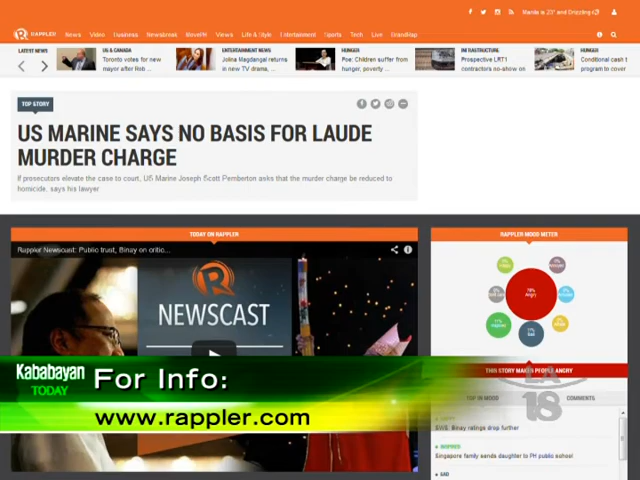 RAPPLER News Video Business Newsbreak MovePH Views Life & Style Entertainment Sports Tech Live BrandRap
LATEST NEWS
US & CANADA
Toronto votes for new
mayor after Rob ...
ENTERTAINMENT NEWS
Jolina Magdangal returns
in new TV drama, ...
HUNGER
Poe: Children suffer from
hunger, poverty ...
INFRASTRUCTURE
Prospective LRT1
contractors no-show on
HUNGER
Conditional cash t
program to cover
TOP STORY
US MARINE SAYS NO BASIS FOR LAUDE
MURDER CHARGE
If prosecutors elevate the case to court, US Marine Joseph Scott Pemberton asks that the murder charge be reduced to
homicide, says his lawyer
TODAY ON RAPPLER
RAPPLER MOOD METER
Rappler Newscast: Public trust, Binay on critic...
R
NEWSCAST
Angry
Sad
THIS STORY MAKES PEOPLE ANGRY
TOP IN MOOD
COMMENTS
SWS: Binay ratings drop further
INSPIRED
Singapore family sends daughter to PH public school
SAD
Kababayan
TODAY
For Info:
www.rappler.com
LA
18